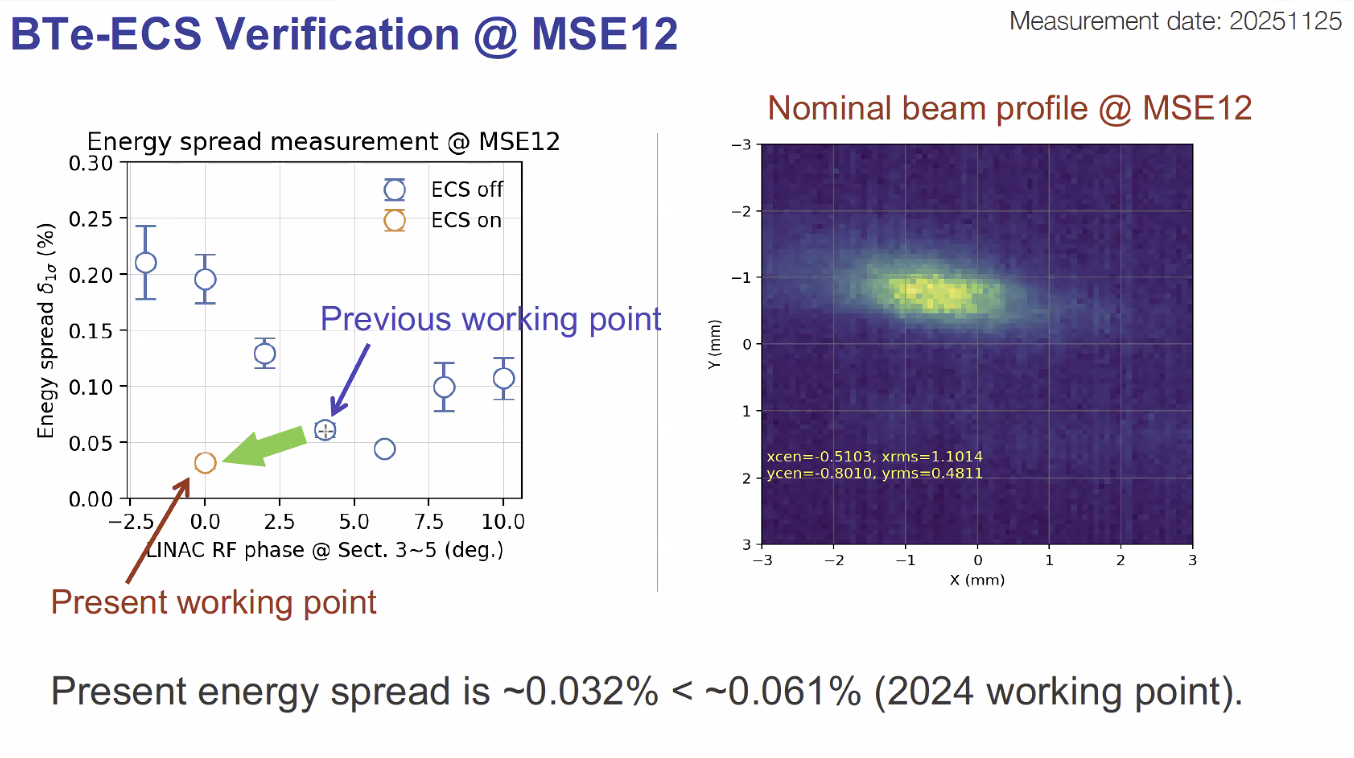 BTe-ECS Verification @ MSE12
Measurement date: 20251125
Nominal beam profile @ MSE12
Energy spread measurement @ MSE12
Enegy spread δ1σ (%)
0.30
0.25
0.20
0.15
0.10
0.05
0.00
ECS off
ECS on
Previous working point
−2.5 0.0 2.5 5.0 7.5 10.0
LINAC RF phase @ Sect. 3~5 (deg.)
Present working point
Y (mm)
−3
−2
−1
0
1
2
3
xcen=-0.5103, xrms=1.1014
ycen=-0.8010, yrms=0.4811
−3 −2 −1 0 1 2 3
X (mm)
Present energy spread is ~0.032% < ~0.061% (2024 working point).